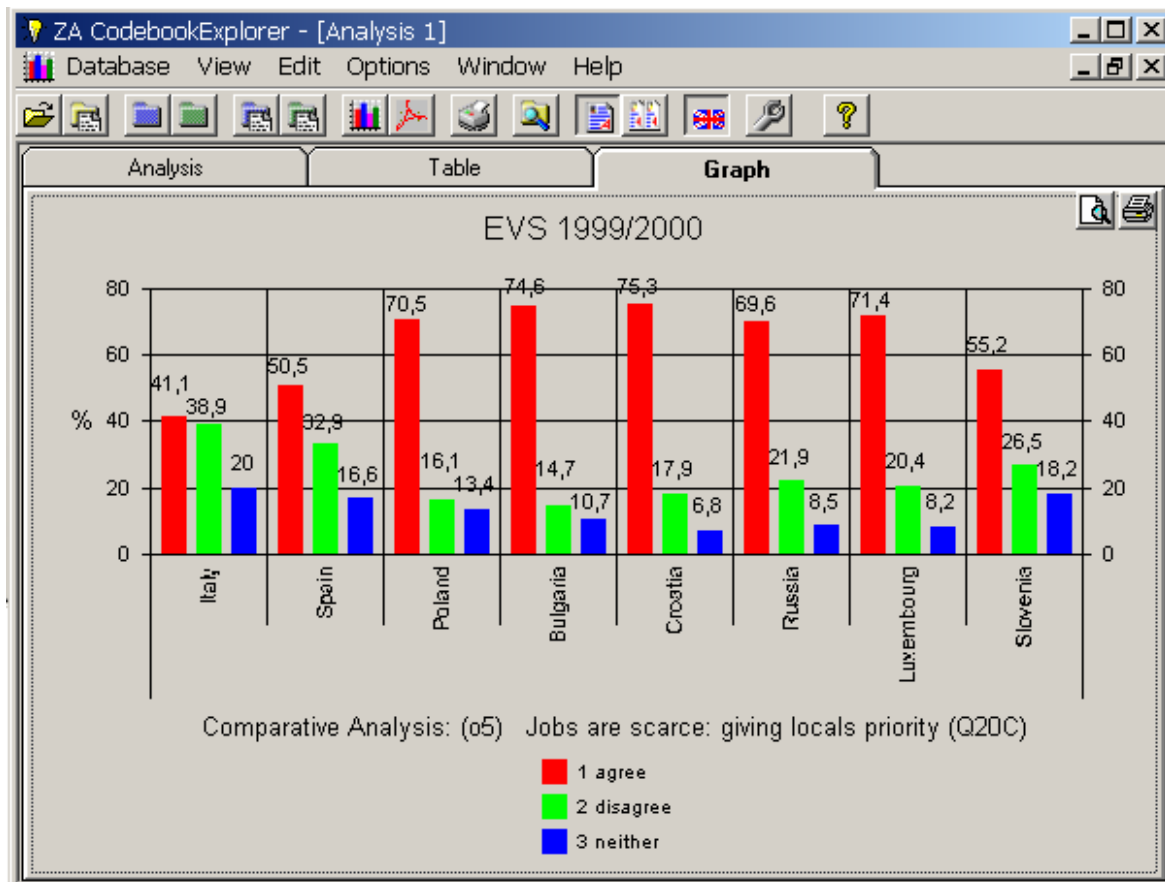 ZA CodebookExplorer - [Analysis 1]
Database View Edit Options Window Help
Analysis Table Graph
EVS 1999/2000
80 74,6 75,3 80
70,5 69,6 71,4
60 50,5 55,2 60
41,1 38,9
% 40 32,9 40
20 16,6 16,1 13,4 14,7 10,7 17,9 6,8 21,9 8,5 20,4 8,2 26,5 18,2
20 20
0 0
Italy Spain Poland Bulgaria Croatia Russia Luxembourg Slovenia
Comparative Analysis: (o5) Jobs are scarce: giving locals priority (Q20C)
1 agree
2 disagree
3 neither